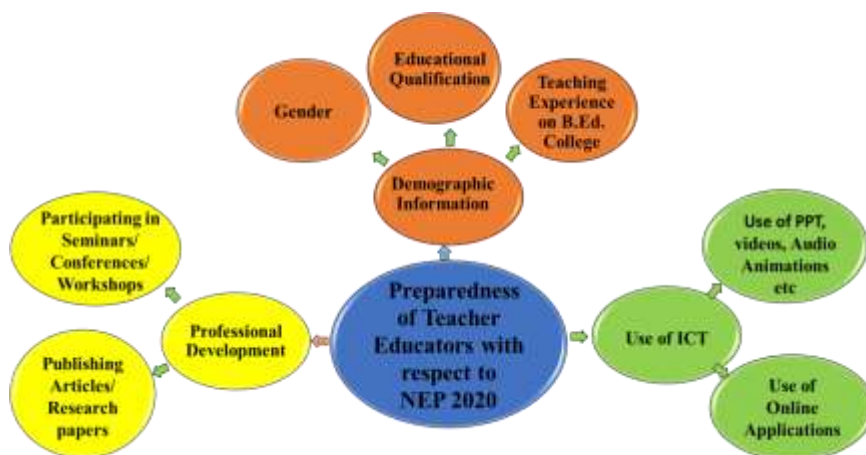 Educational
Qualification
Gender
Teaching
Experience
on B.Ed.
College
Demographic
Information
Participating in
Seminars/
Conferences/
Workshops
Use of PPT,
videos, Audio
Animations
etc
Preparedness
of Teacher
Educators with
respect to
NEP 2020
Professional
Development
Use of ICT
Publishing
Articles/
Research
papers
Use of
Online
Applications